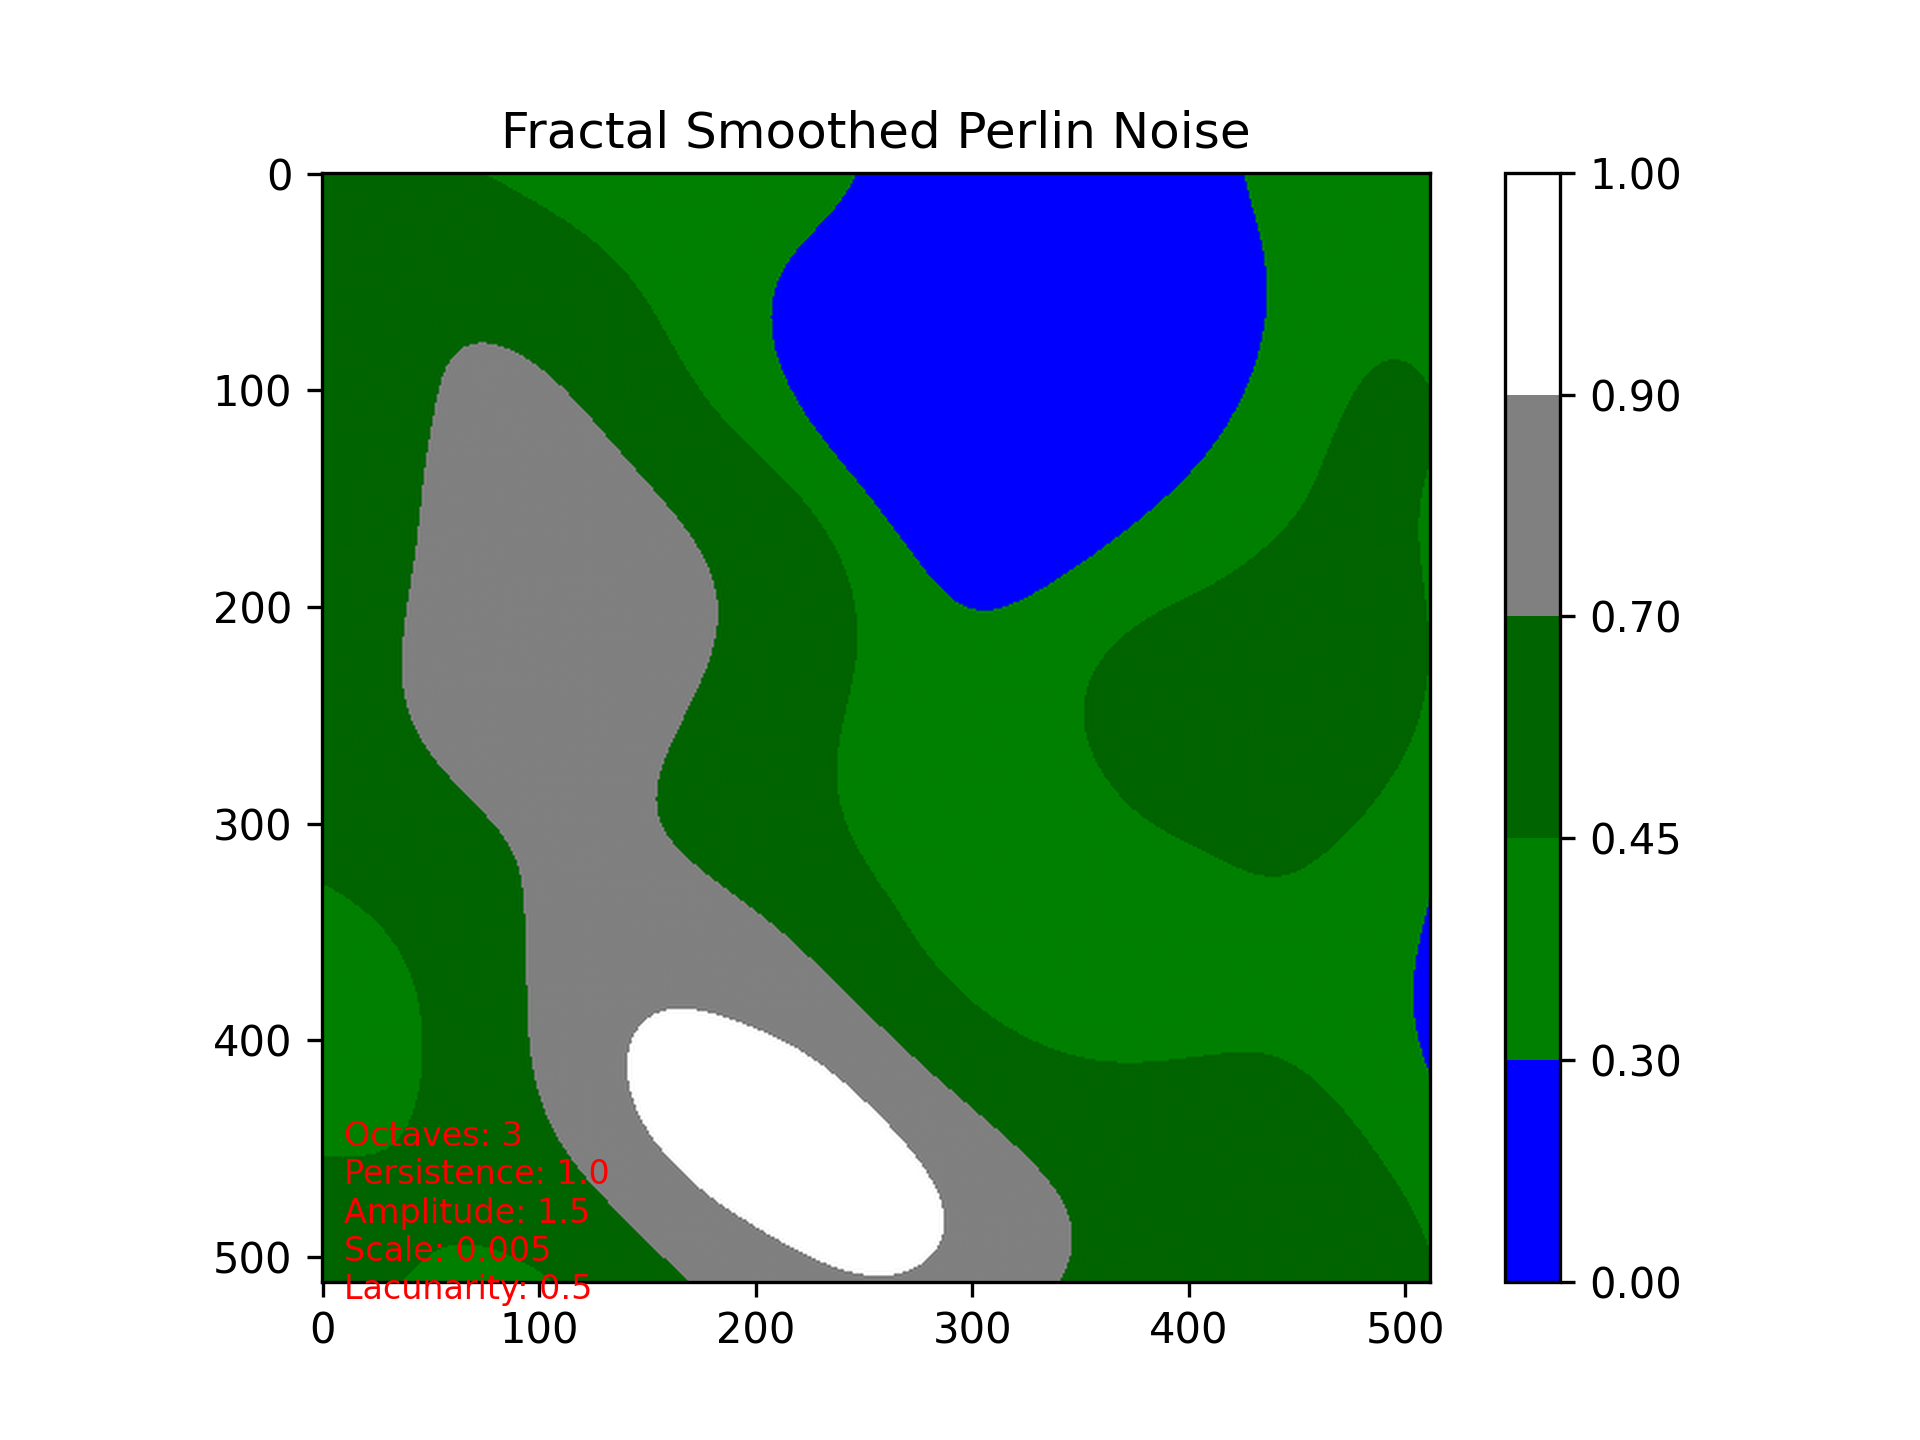 Fractal Smoothed Perlin Noise
0
100
200
300
400
500
Octaves: 3
Persistence: 1.0
Amplitude: 1.5
Scale: 0.005
Lacunarity: 0.5
0 100 200 300 400 500
1.00
0.90
0.70
0.45
0.30
0.00